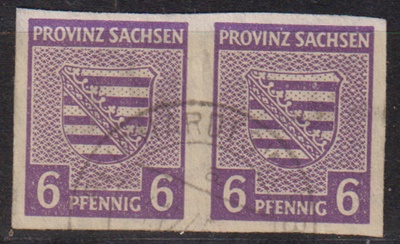 PROVINZ SACHSEN PROVINZ SACHSEN
6 PFENNIG 6 6 PFENNIG 6